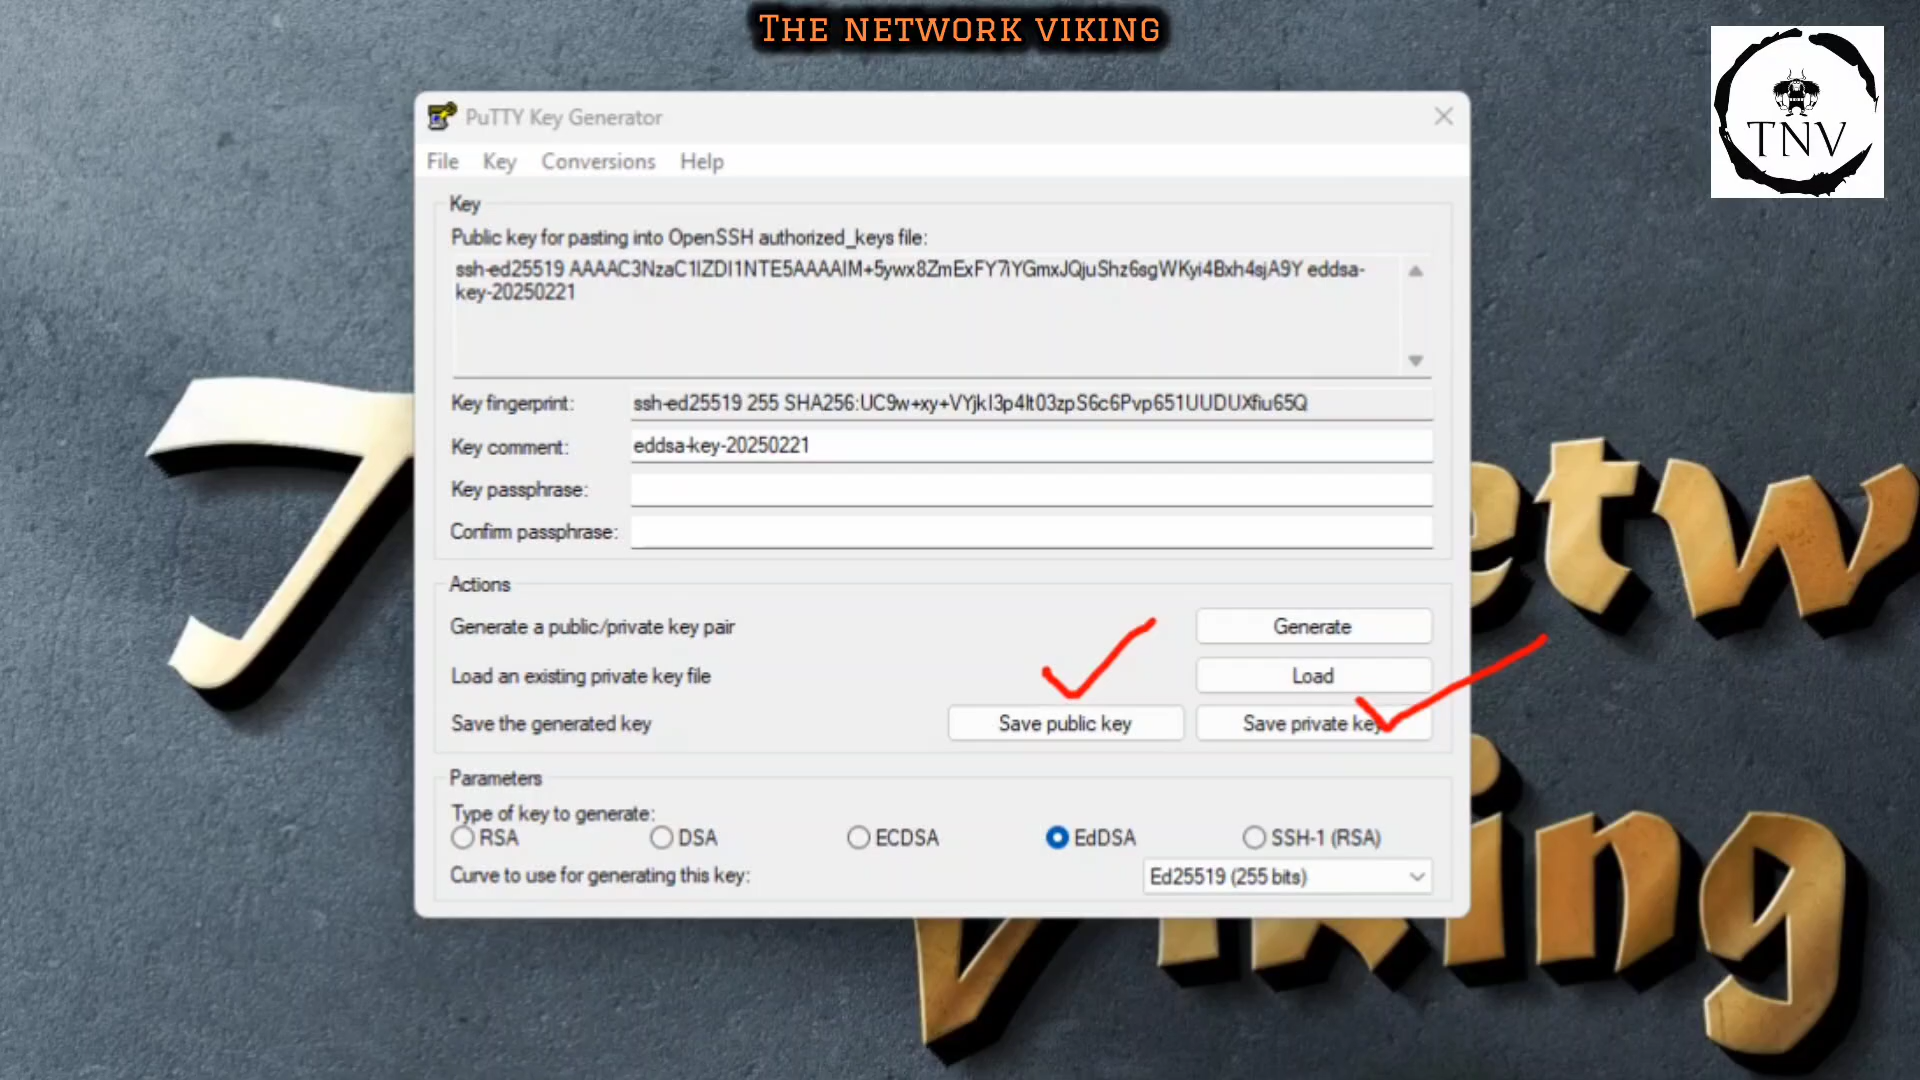 THE NETWORK VIKING
TNV
PuTTY Key Generator
File Key Conversions Help
Key
Public key for pasting into OpenSSH authorized_keys file:
ssh-ed25519 AAAAC3NzaC1lZDI1NTE5AAAAIM+5ywx8ZmExFY7iYGmxJQjuShz6sgWKyi4Bxh4sjA9Y eddsa-
key-20250221
Key fingerprint: ssh-ed25519 255 SHA256:UC9w+xy+VYjkI3p4lt03zpS6c6Pvp651UUDUXfiu65Q
Key comment: eddsa-key-20250221
Key passphrase:
Confirm passphrase:
Actions
Generate a public/private key pair Generate
Load an existing private key file Load
Save the generated key Save public key Save private key
Parameters
Type of key to generate:
RSA DSA ECDSA EdDSA SSH-1 (RSA)
Curve to use for generating this key: Ed25519 (255 bits)
etw
Viking